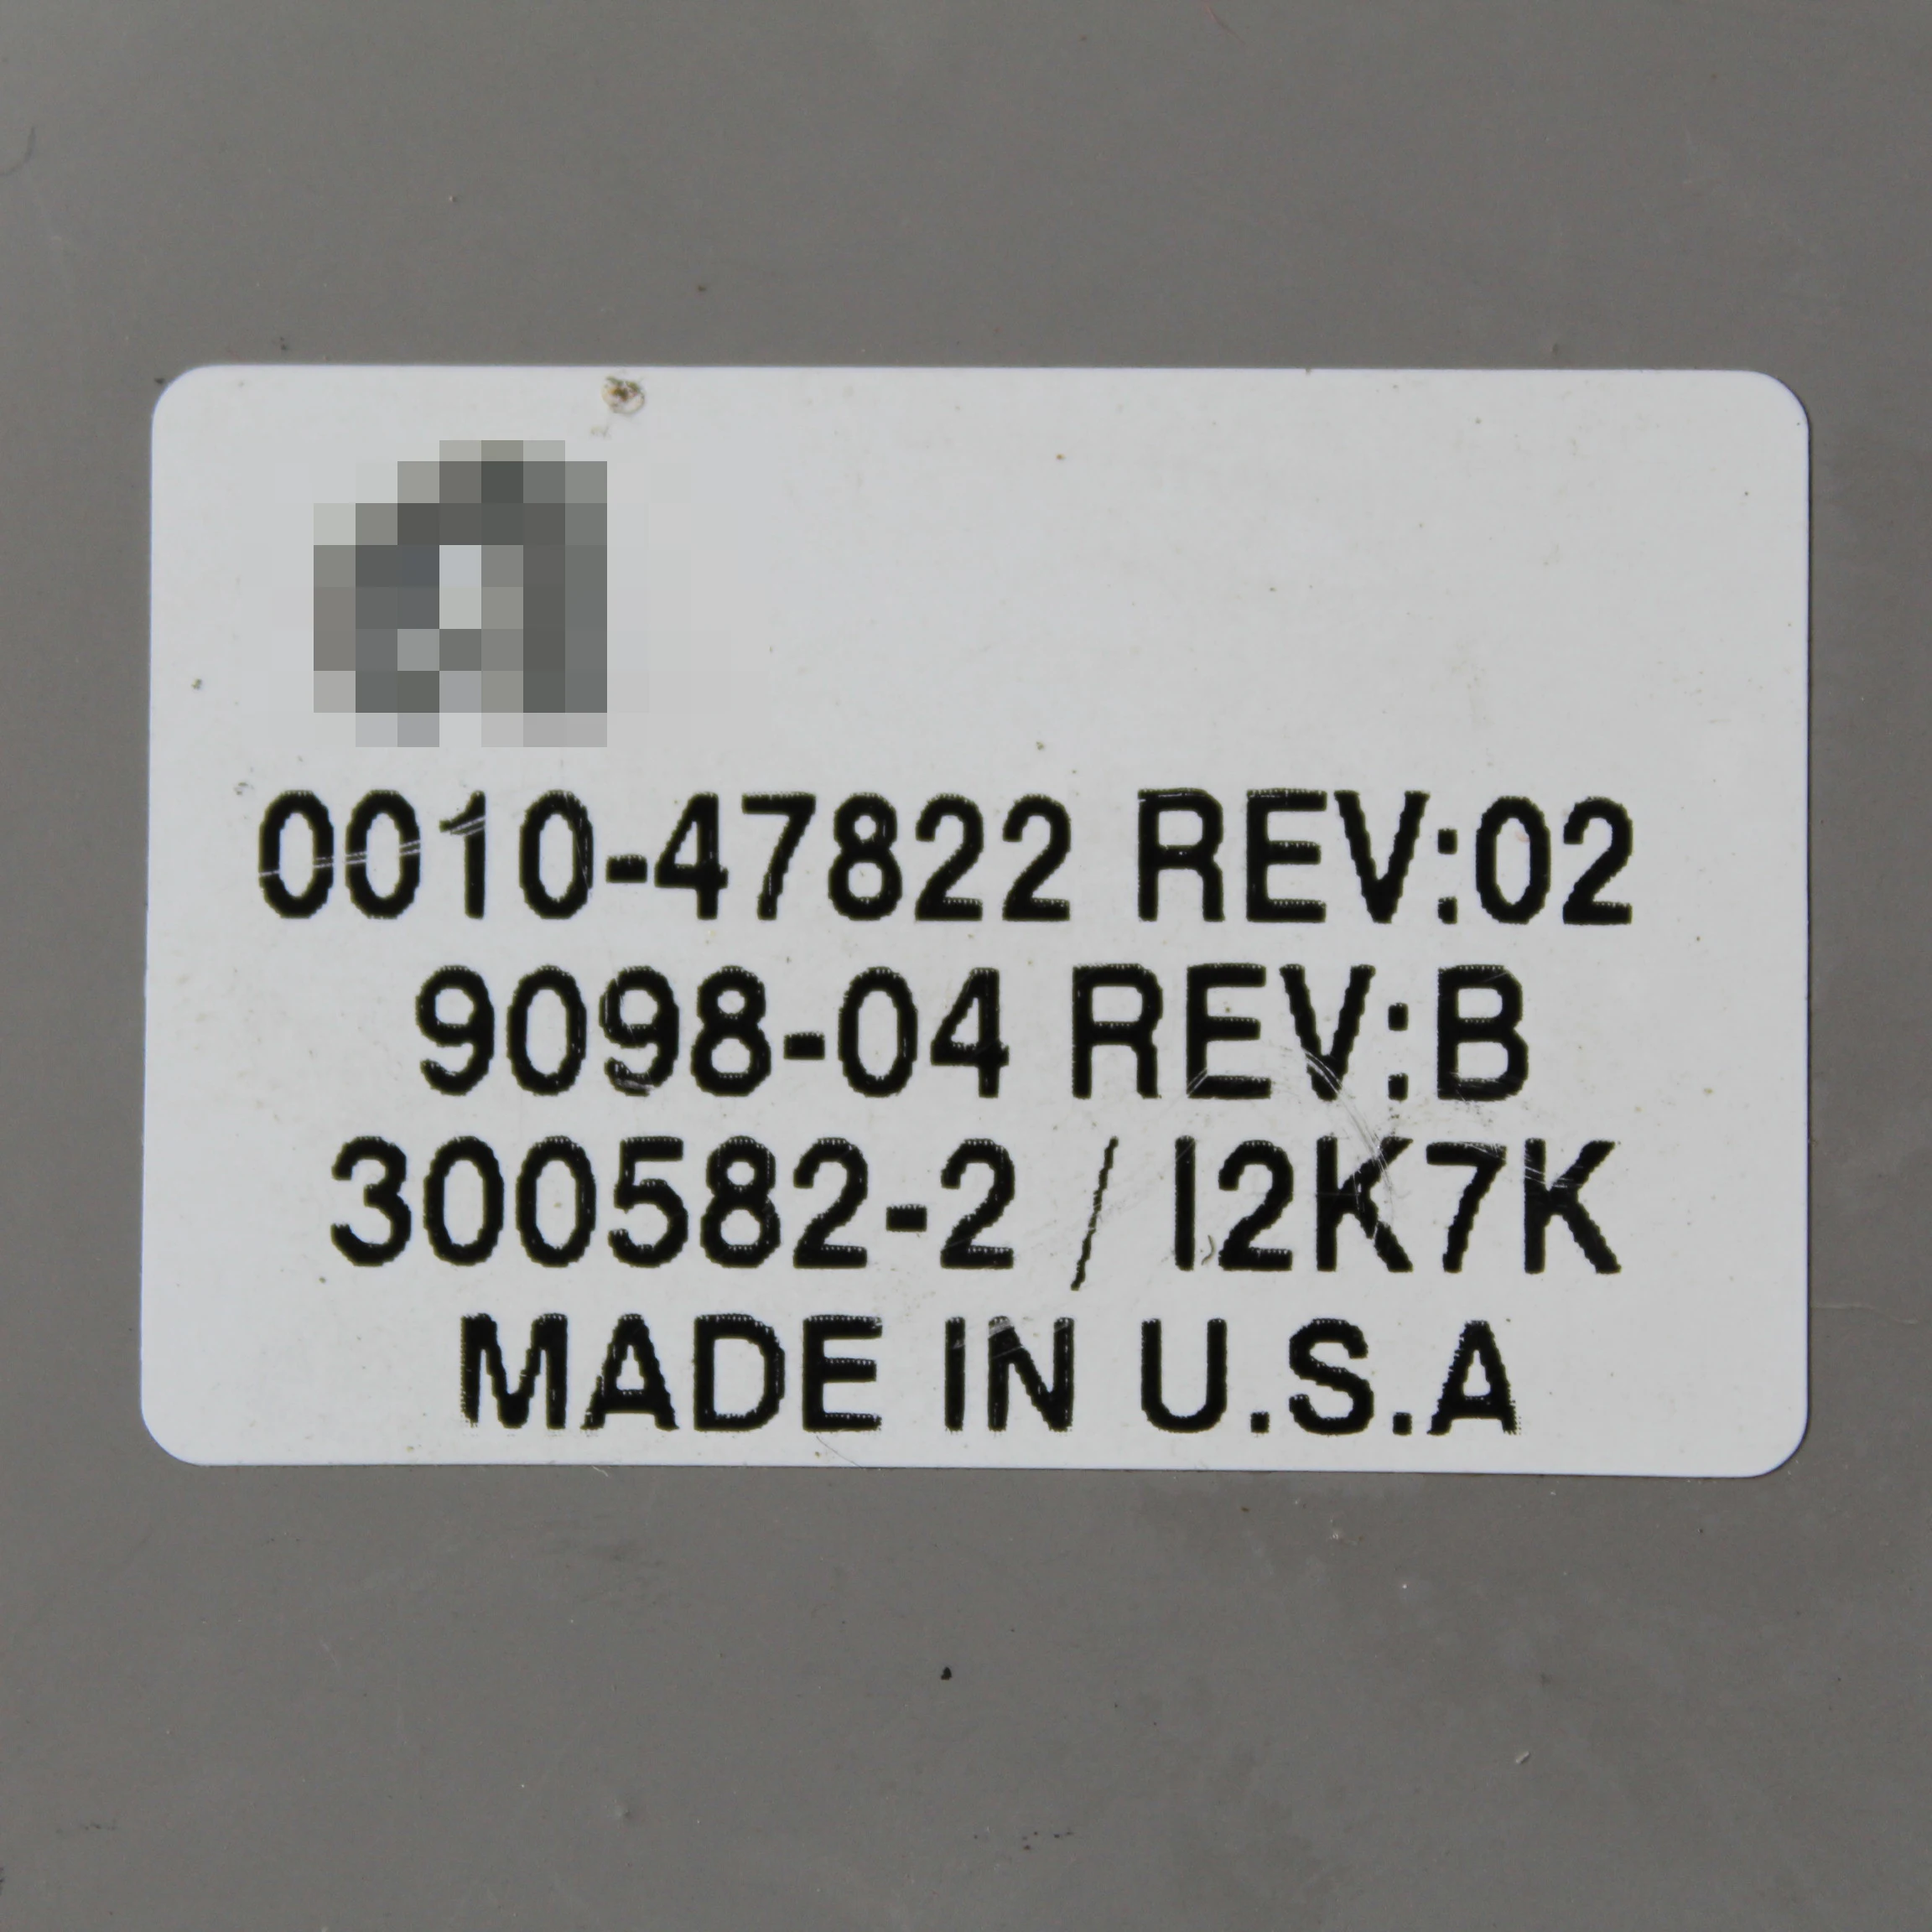 0010-47822 REV:02
9098-04 REV:B
300582-2 / I2K7K
MADE IN U.S.A